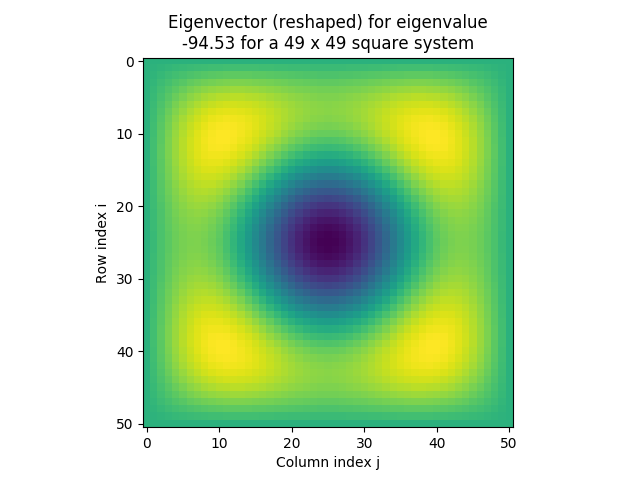 Eigenvector (reshaped) for eigenvalue
-94.53 for a 49 x 49 square system
0
10
20
30
40
50
Row index i
0 10 20 30 40 50
Column index j